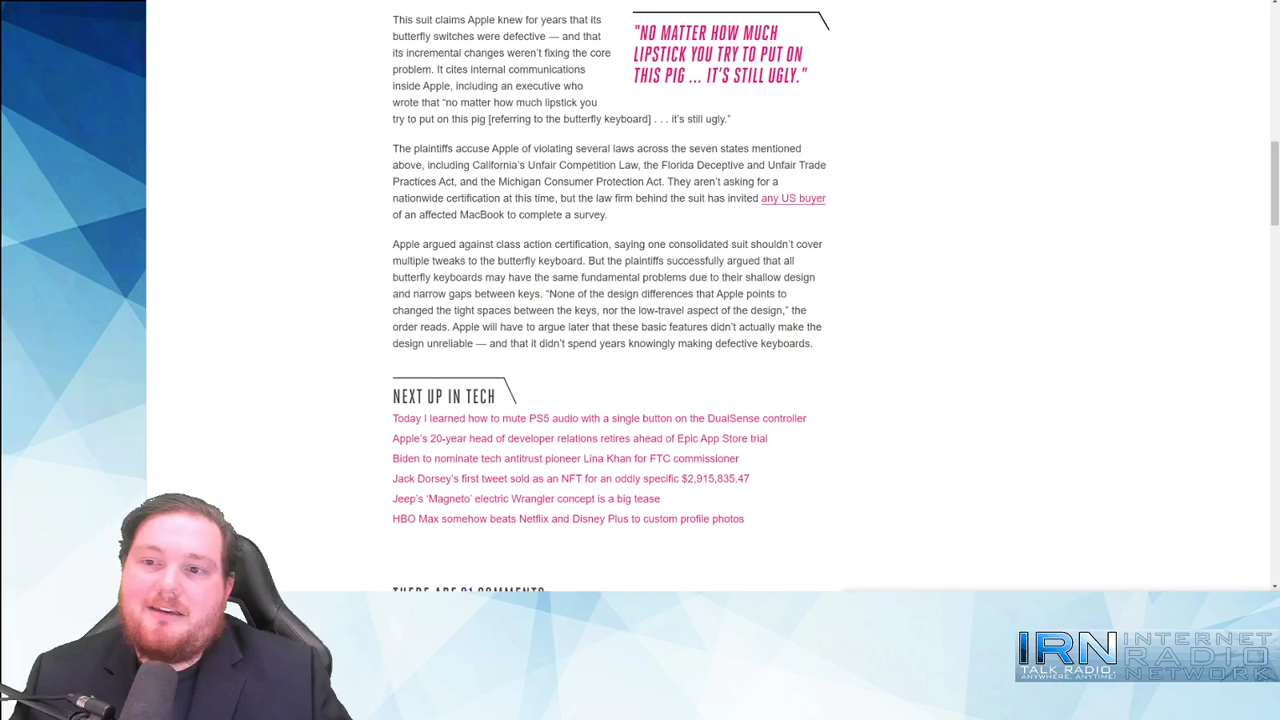 This suit claims Apple knew for years that its
butterfly switches were defective — and that
its incremental changes weren't fixing the core
problem. It cites internal communications
inside Apple, including an executive who
wrote that “no matter how much lipstick you
try to put on this pig [referring to the butterfly keyboard] . . . it's still ugly.”
"NO MATTER HOW MUCH
LIPSTICK YOU TRY TO PUT ON
THIS PIG ... IT'S STILL UGLY."
The plaintiffs accuse Apple of violating several laws across the seven states mentioned
above, including California's Unfair Competition Law, the Florida Deceptive and Unfair Trade
Practices Act, and the Michigan Consumer Protection Act. They aren't asking for a
nationwide certification at this time, but the law firm behind the suit has invited any US buyer
of an affected MacBook to complete a survey.
Apple argued against class action certification, saying one consolidated suit shouldn't cover
multiple tweaks to the butterfly keyboard. But the plaintiffs successfully argued that all
butterfly keyboards may have the same fundamental problems due to their shallow design
and narrow gaps between keys. “None of the design differences that Apple points to
changed the tight spaces between the keys, nor the low-travel aspect of the design,” the
order reads. Apple will have to argue later that these basic features didn't actually make the
design unreliable — and that it didn't spend years knowingly making defective keyboards.
NEXT UP IN TECH
Today I learned how to mute PS5 audio with a single button on the DualSense controller
Apple's 20-year head of developer relations retires ahead of Epic App Store trial
Biden to nominate tech antitrust pioneer Lina Khan for FTC commissioner
Jack Dorsey's first tweet sold as an NFT for an oddly specific $2,915,835.47
Jeep's ‘Magneto’ electric Wrangler concept is a big tease
HBO Max somehow beats Netflix and Disney Plus to custom profile photos
THERE ARE 91 COMMENTS
IRN
TALK RADIO.
ANYWHERE, ANYTIME!
INTERNET
RADIO
NETWORK